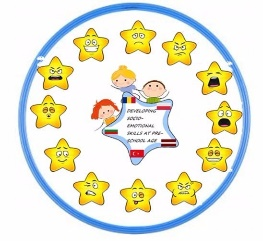 DEVELOPING
SOCIO-
EMOTIONAL
SKILLS AT PRE-
SCHOOL AGE